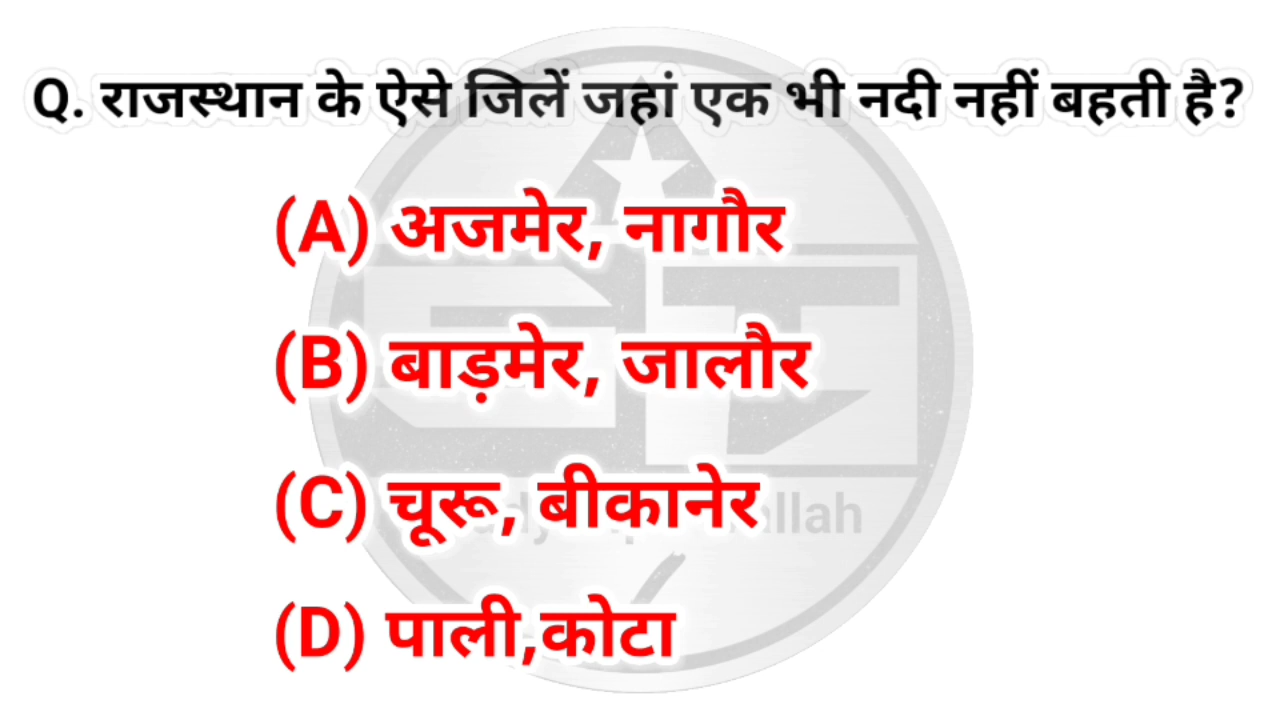 Q. राजस्थान के ऐसे जिलें जहां एक भी नदी नहीं बहती है?
(A) अजमेर, नागौर
(B) बाड़मेर, जालौर
(C) चूरू, बीकानेर
(D) पाली,कोटा